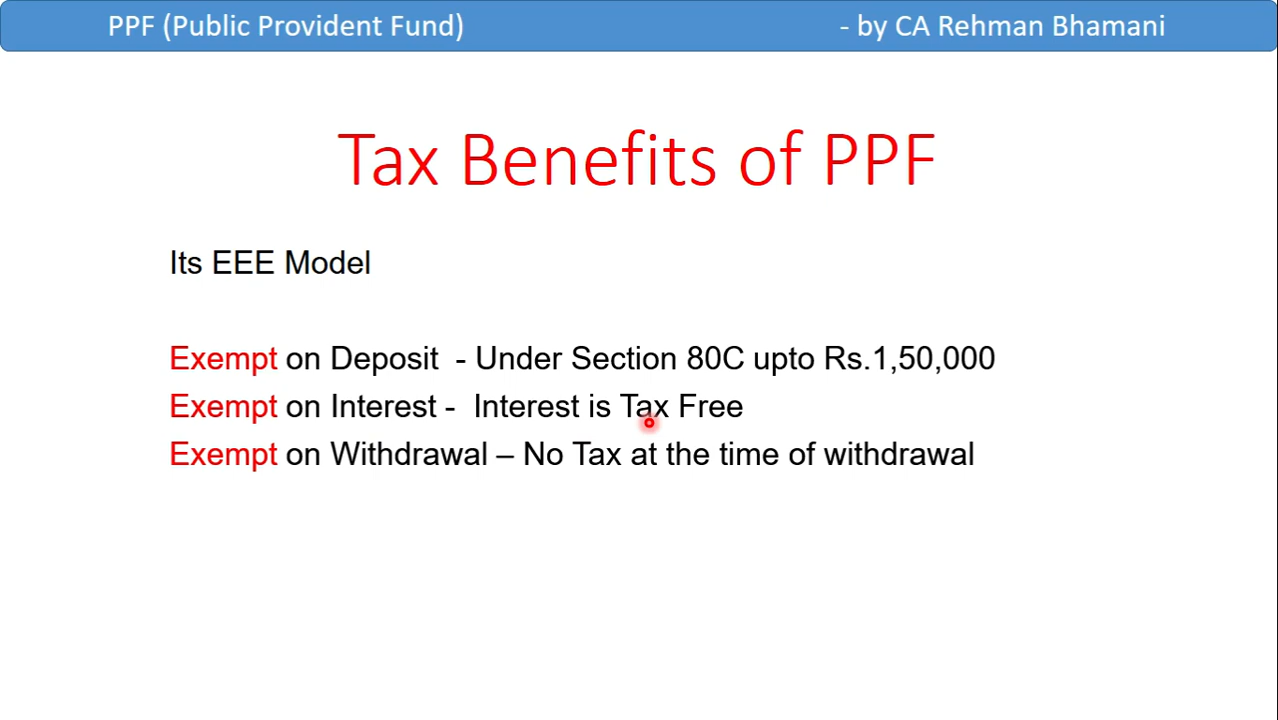 PPF (Public Provident Fund) - by CA Rehman Bhamani
Tax Benefits of PPF
Its EEE Model
Exempt on Deposit - Under Section 80C upto Rs.1,50,000
Exempt on Interest - Interest is Tax Free
Exempt on Withdrawal – No Tax at the time of withdrawal